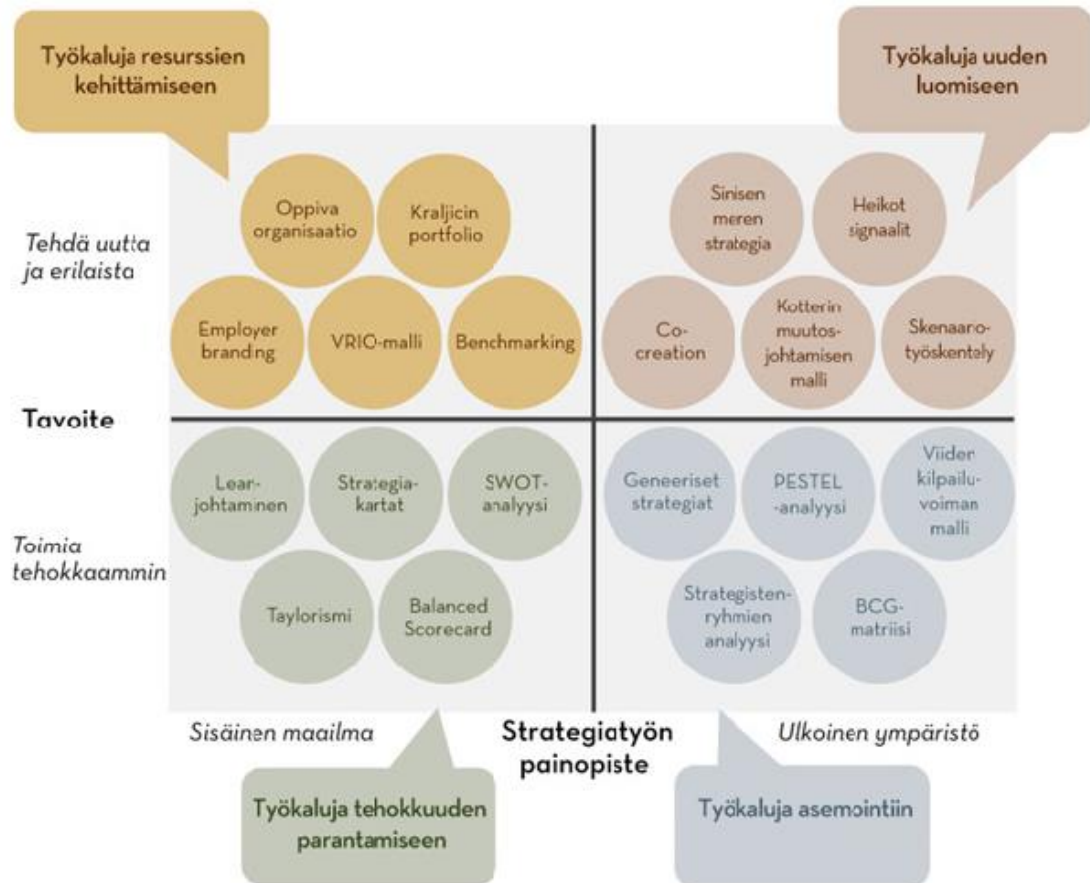 Työkaluja resurssien
kehittämiseen
Työkaluja uuden
luomiseen
Tehdä uutta
ja erilaista
Oppiva
organisaatio
Kraljicin
portfolio
Employer
branding
VRIO-malli
Benchmarking
Sinisen
meren
strategia
Heikot
signaalit
Co-
creation
Kotterin
muutos-
johtamisen
malli
Skenaaro-
työskentely
Tavoite
Toimia
tehokkaammin
Lean-
johtaminen
Strategia-
kartat
SWOT-
analyysi
Taylorismi
Balanced
Scorecard
Geneeriset
strategiat
PESTEL
-analyysi
Viiden
kilpailu-
voiman
malli
Strategisten-
ryhmien
analyysi
BCG-
matriisi
Sisäinen maailma
Strategiatyön
painopiste
Ulkoinen ympäristö
Työkaluja tehokkuuden
parantamiseen
Työkaluja asemointiin